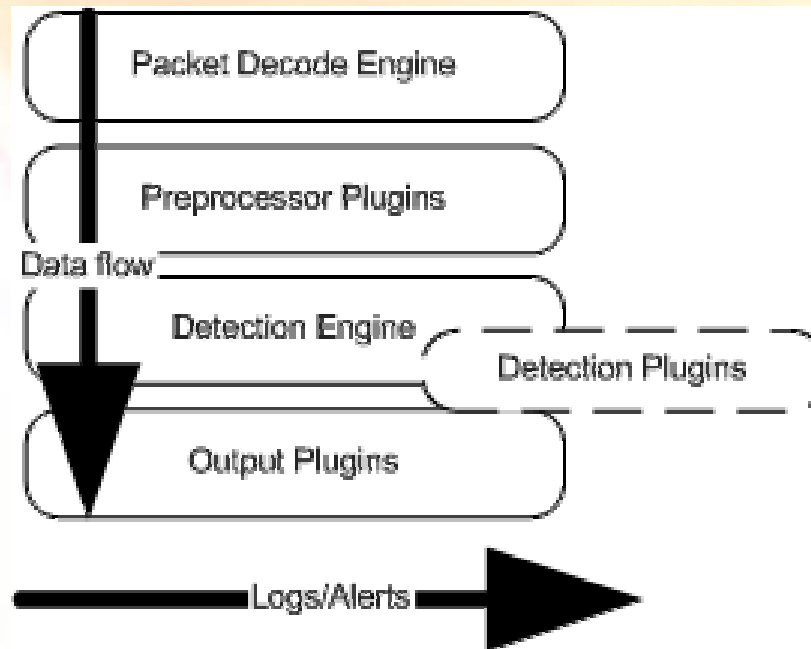 Packet Decode Engine
Preprocessor Plugins
Data flow
Detection Engine
Detection Plugins
Output Plugins
Logs/Alerts